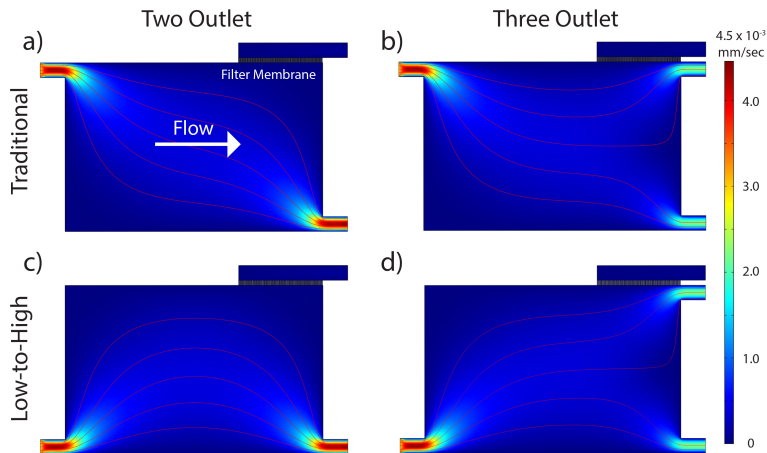 Two Outlet
Three Outlet
a)
b)
4.5 x 10⁻³
mm/sec
Filter Membrane
Flow
Traditional
4.0
3.0
c)
d)
2.0
Low-to-High
1.0
0